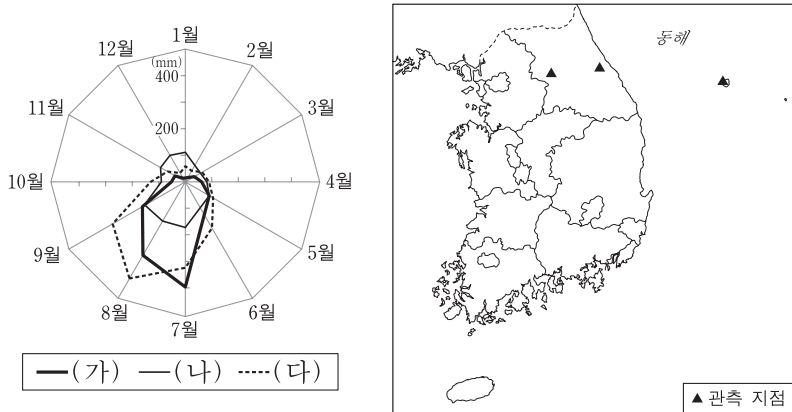 1월
2월
3월
4월
5월
6월
7월
8월
9월
10월
11월
12월
(mm)
400
200
(가) (나) (다)
동해
▲ 관측 지점